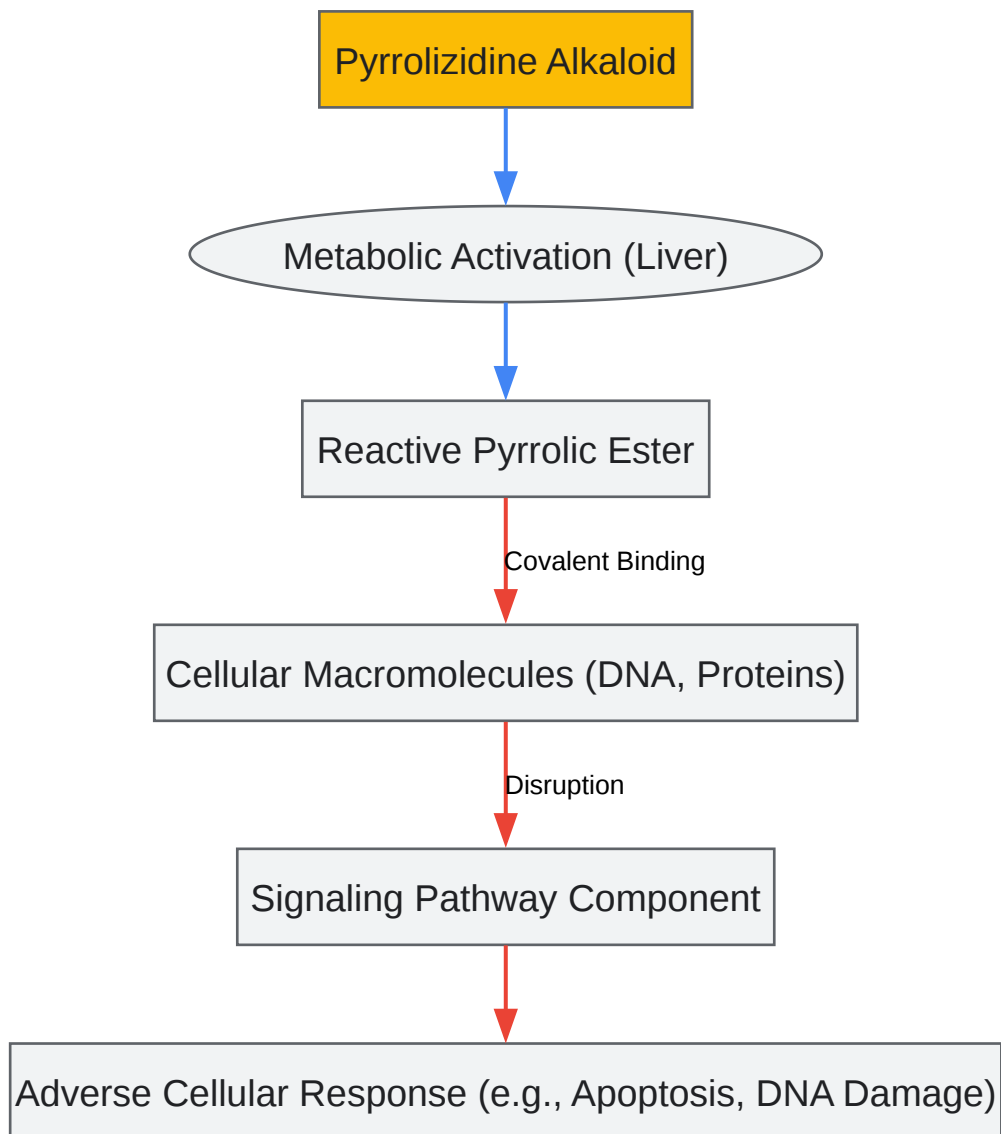 Pyrrolizidine Alkaloid
Metabolic Activation (Liver)
Reactive Pyrrolic Ester
Covalent Binding
Cellular Macromolecules (DNA, Proteins)
Disruption
Signaling Pathway Component
Adverse Cellular Response (e.g., Apoptosis, DNA Damage)